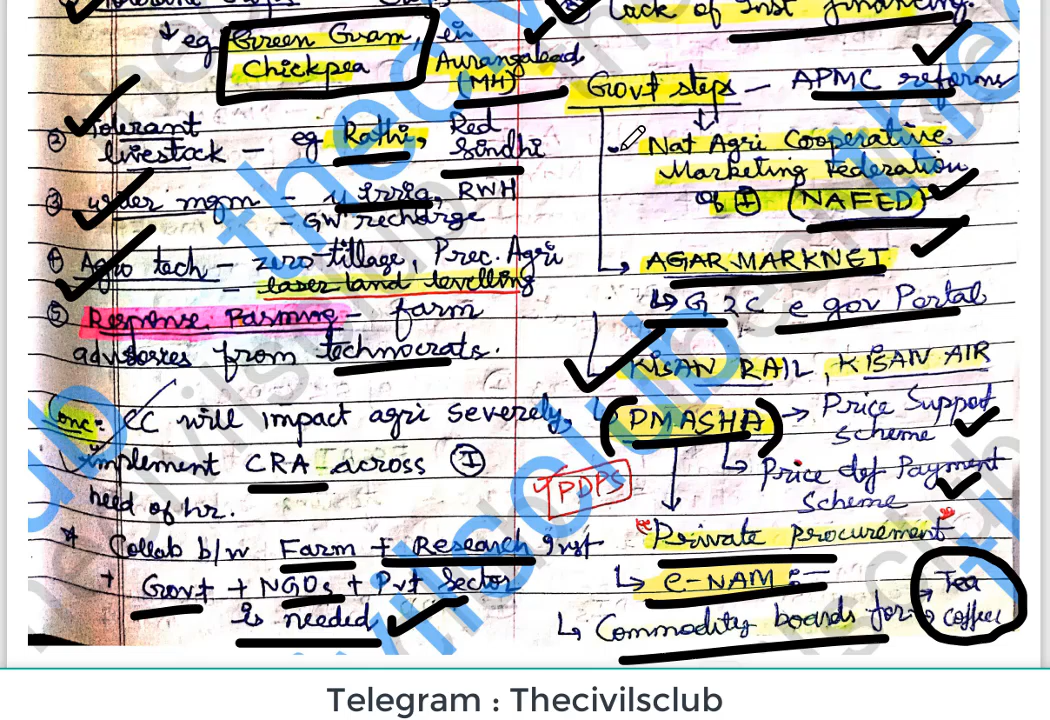 Tolerant
↓ eg Green Gram, in
Chickpea
Aurangabad
(MH)
② Tolerant
livestock – eg Rathi, Red
Sindhi
③ water mgm – u irrig, RWH
– GW recharge
④ Agro tech – zero tillage, Prec. Agri
– laser land levelling
⑤ Response Farming – farm
advisories from technocrats.
Conc: CC will impact agri severely,
implement CRA across Ⓘ
need of hr.
* Collab b/w Farm + Research Inst
+ Govt + NGOs + Pvt Sector
is needed
Lack of Inst financing.
Govt steps – APMC reforms
Nat Agri Cooperative
Marketing Federation
of Ⓘ (NAFED)
AGAR MARKNET
↳ G 2C e gov Portal
KISAN RAIL, KISAN AIR
(PMASHA) → Price Support
Scheme
↳ Price def Payment
Scheme
PDPS
"Private Procurement"
↳ e-NAM :–
↳ Commodity boards for → Tea
→ coffee
Telegram : Thecivilsclub